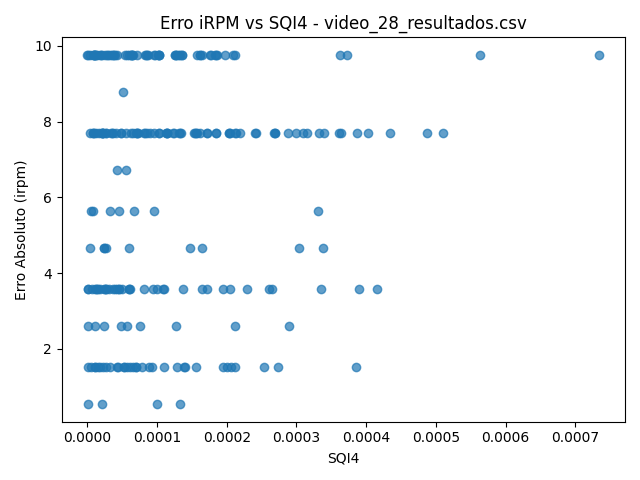 Erro iRPM vs SQI4 - video_28_resultados.csv
Erro Absoluto (irpm)
10
8
6
4
2
0.0000 0.0001 0.0002 0.0003 0.0004 0.0005 0.0006 0.0007
SQI4